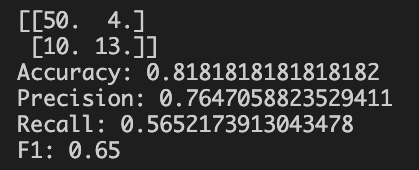 [[50.  4.]
 [10. 13.]]
Accuracy: 0.8181818181818182
Precision: 0.7647058823529411
Recall: 0.5652173913043478
F1: 0.65